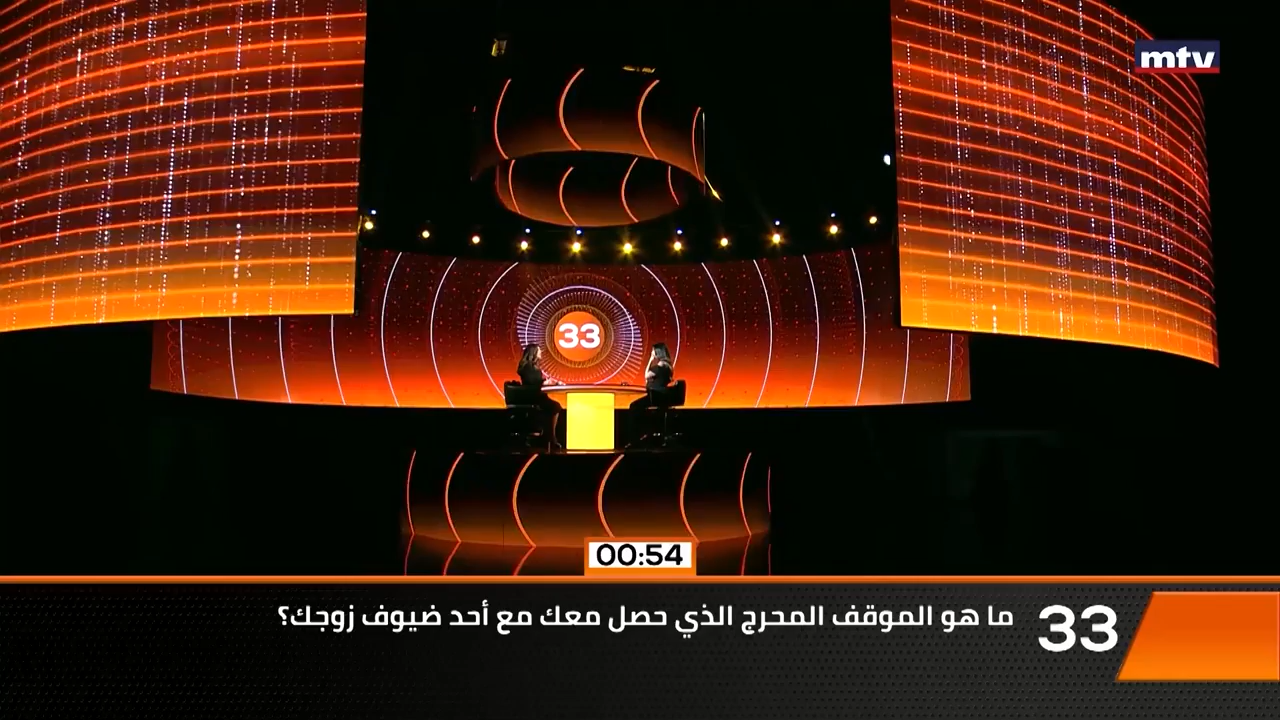 mtv
33
00:54
33
ما هو الموقف المحرج الذي حصل معك مع أحد ضيوف زوجك؟